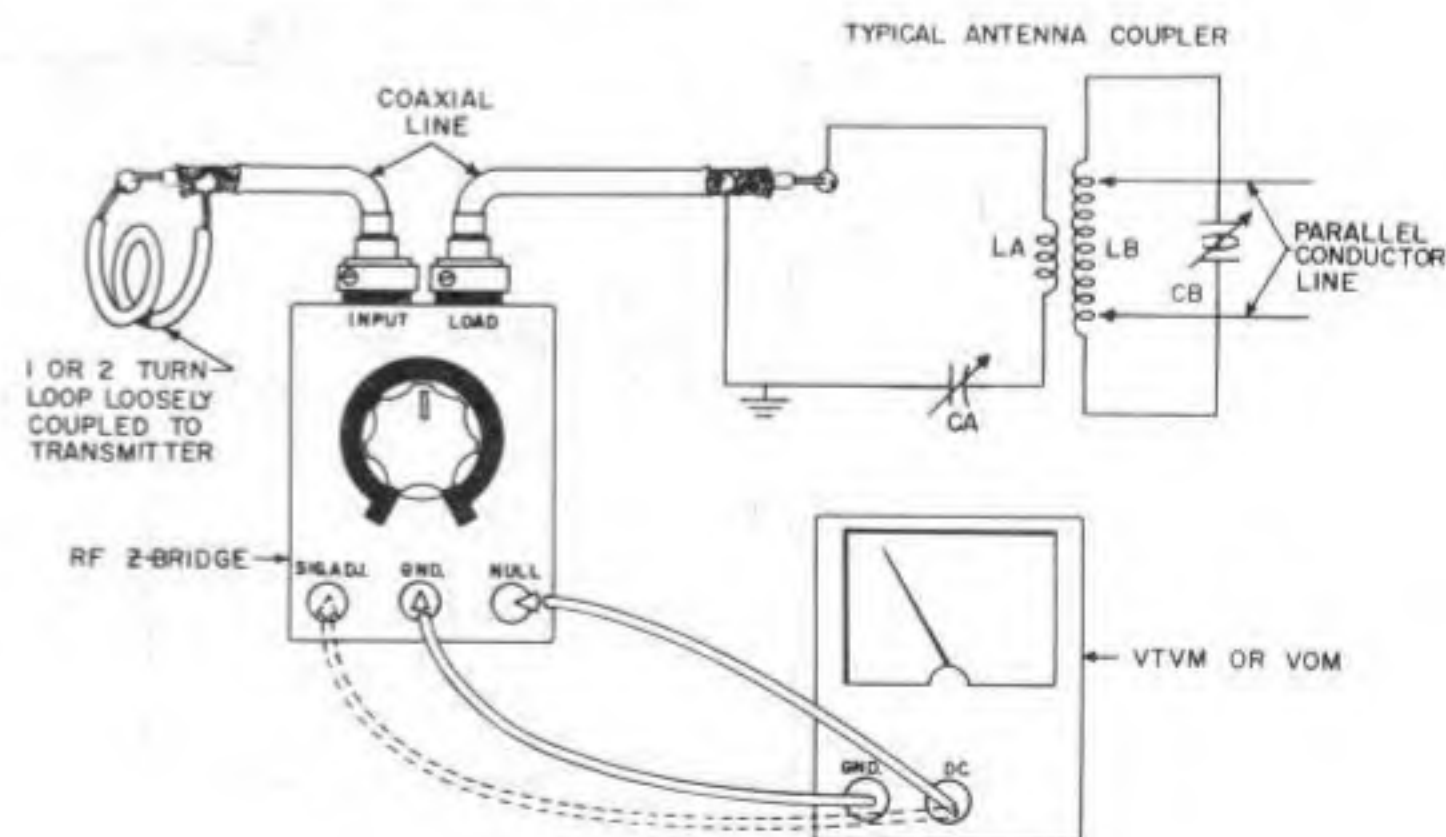 TYPICAL ANTENNA COUPLER
COAXIAL
LINE
LA
LB
CB
PARALLEL
CONDUCTOR
LINE
INPUT
LOAD
1 OR 2 TURN
LOOP LOOSELY
COUPLED TO
TRANSMITTER
CA
RF Z-BRIDGE
SIG.ADJ.
GND.
NULL
VTVM OR VOM
GND.
DC